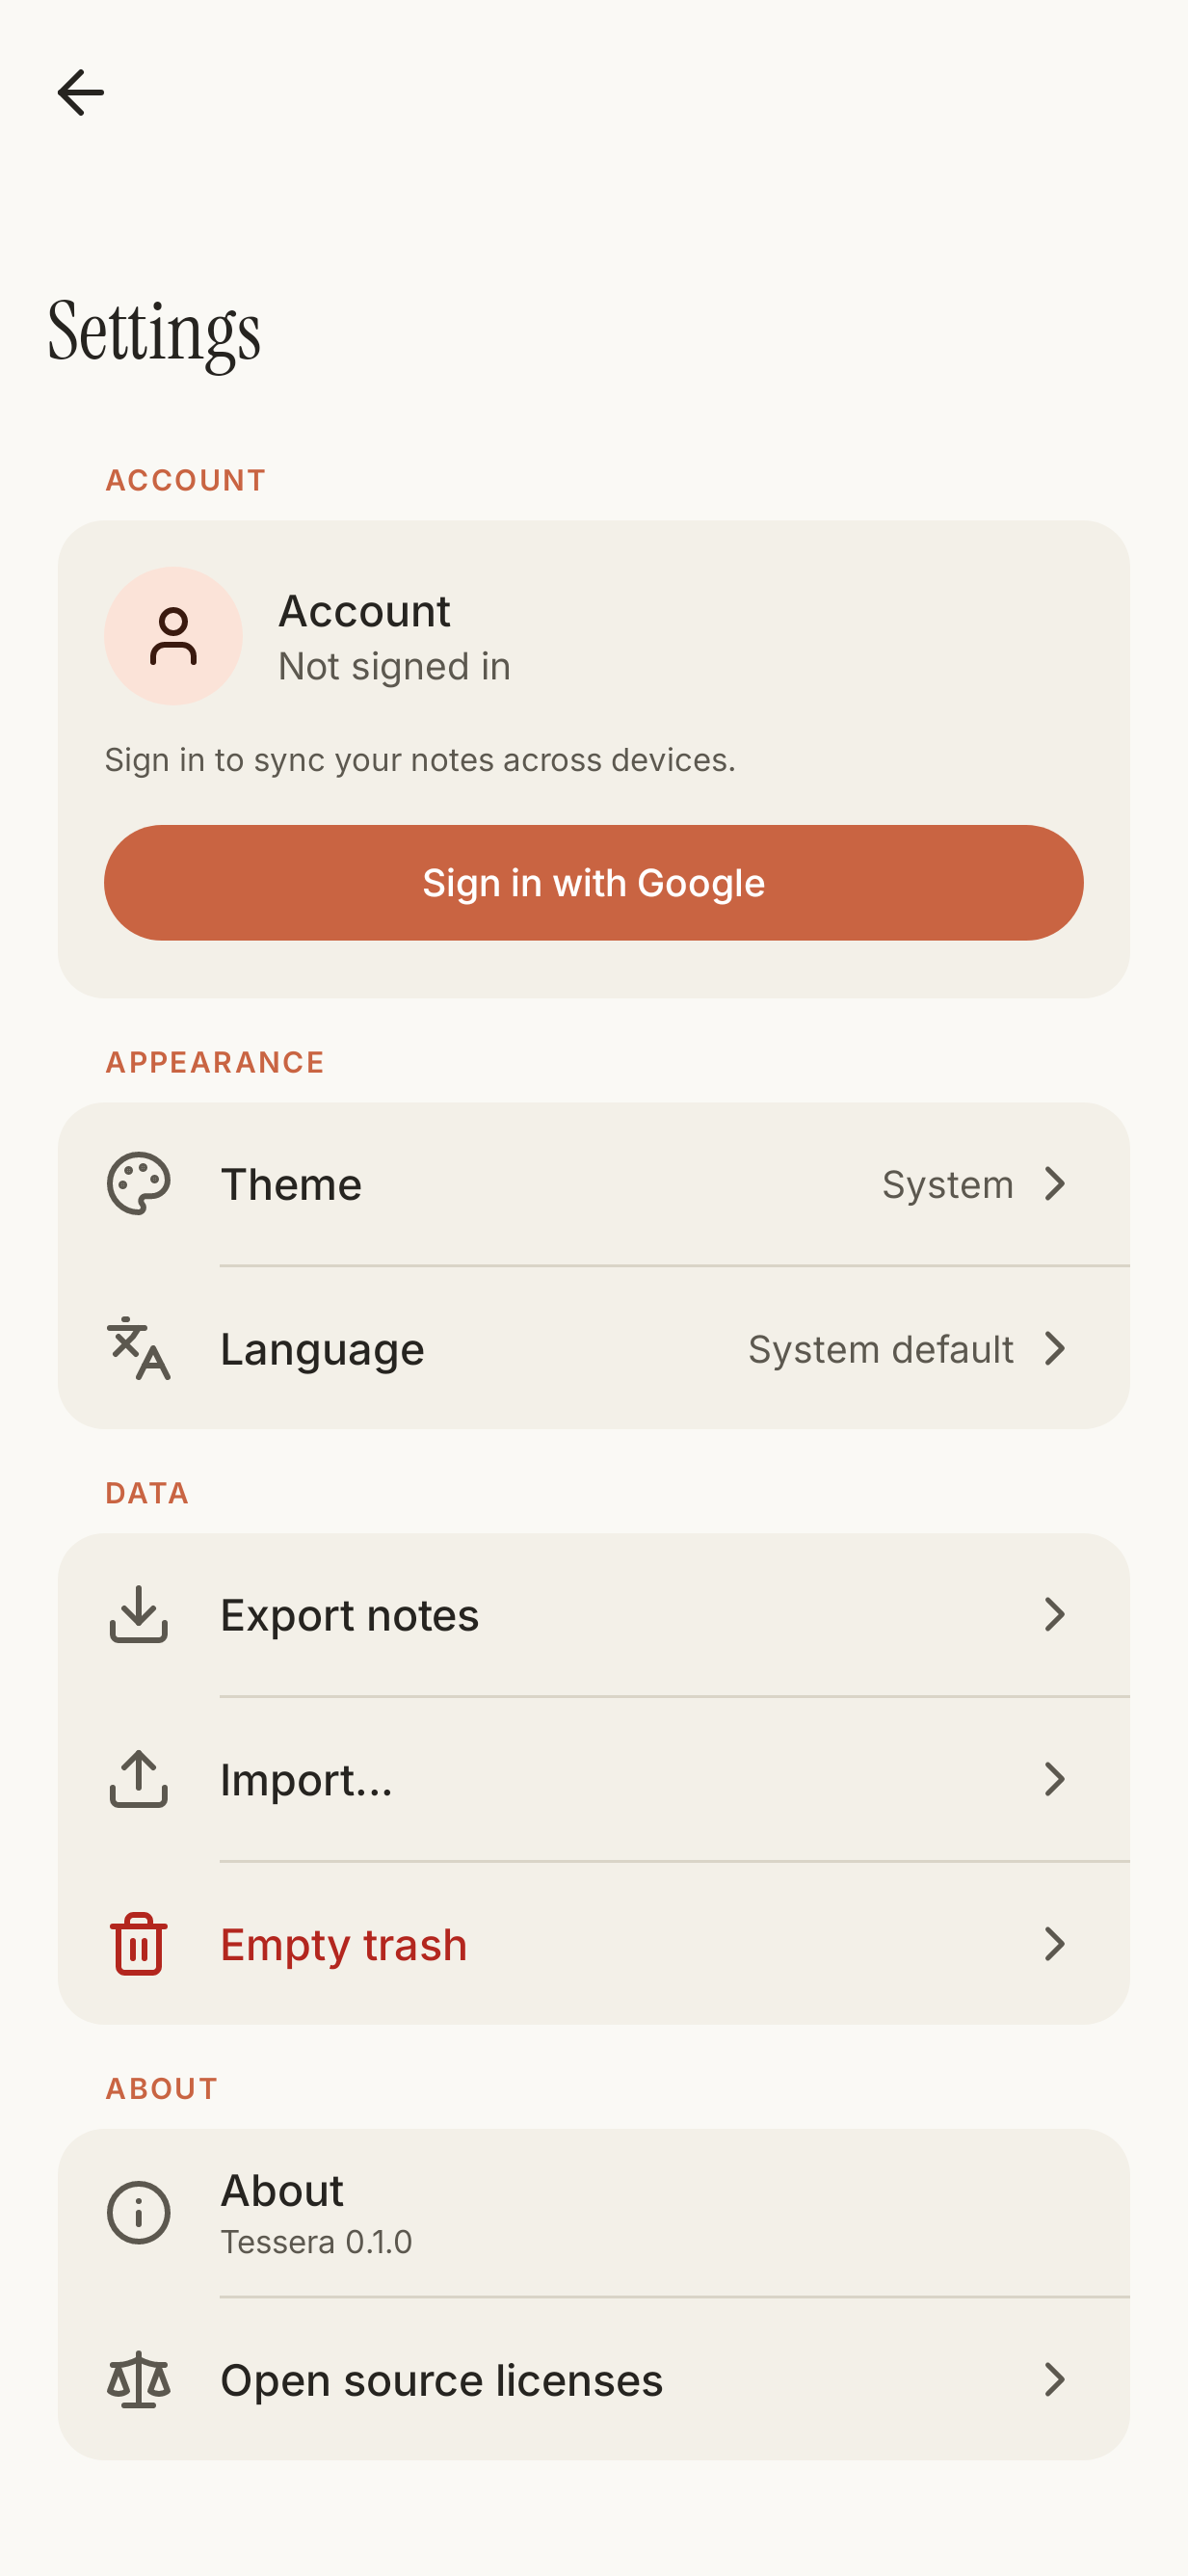 Settings
ACCOUNT
Account
Not signed in
Sign in to sync your notes across devices.
Sign in with Google
APPEARANCE
Theme System
Language System default
DATA
Export notes
Import...
Empty trash
ABOUT
About
Tessera 0.1.0
Open source licenses